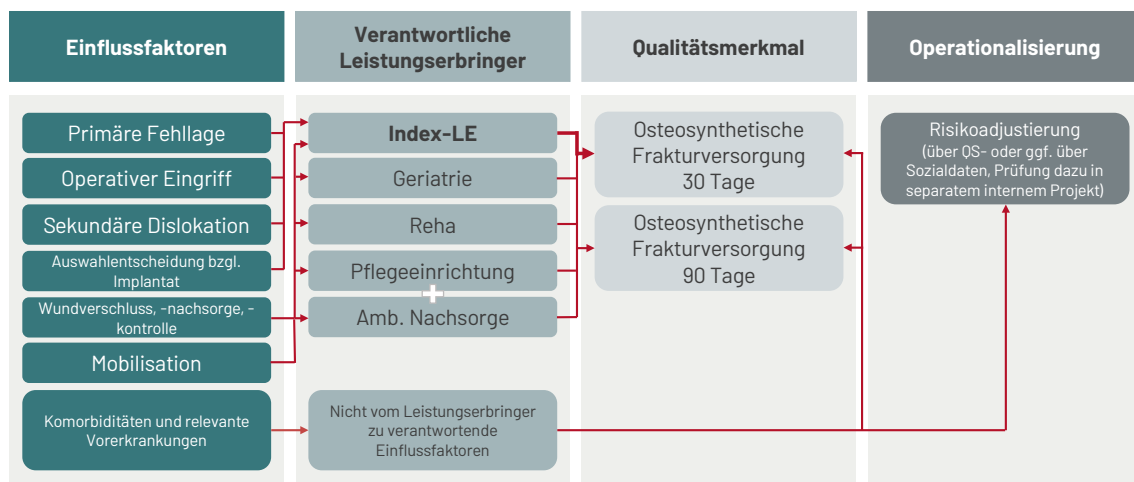 Einflussfaktoren
Verantwortliche
Leistungserbringer
Qualitätsmerkmal
Operationalisierung
Primäre Fehllage
Operativer Eingriff
Sekundäre Dislokation
Auswahlentscheidung bzgl.
Implantat
Wundverschluss, -nachsorge, -
kontrolle
Mobilisation
Komorbiditäten und relevante
Vorerkrankungen
Index-LE
Geriatrie
Reha
Pflegeeinrichtung
Amb. Nachsorge
Nicht vom Leistungserbringer
zu verantwortende
Einflussfaktoren
Osteosynthetische
Frakturversorgung
30 Tage
Osteosynthetische
Frakturversorgung
90 Tage
Risikoadjustierung
(über QS- oder ggf. über
Sozialdaten, Prüfung dazu in
separatem internem Projekt)